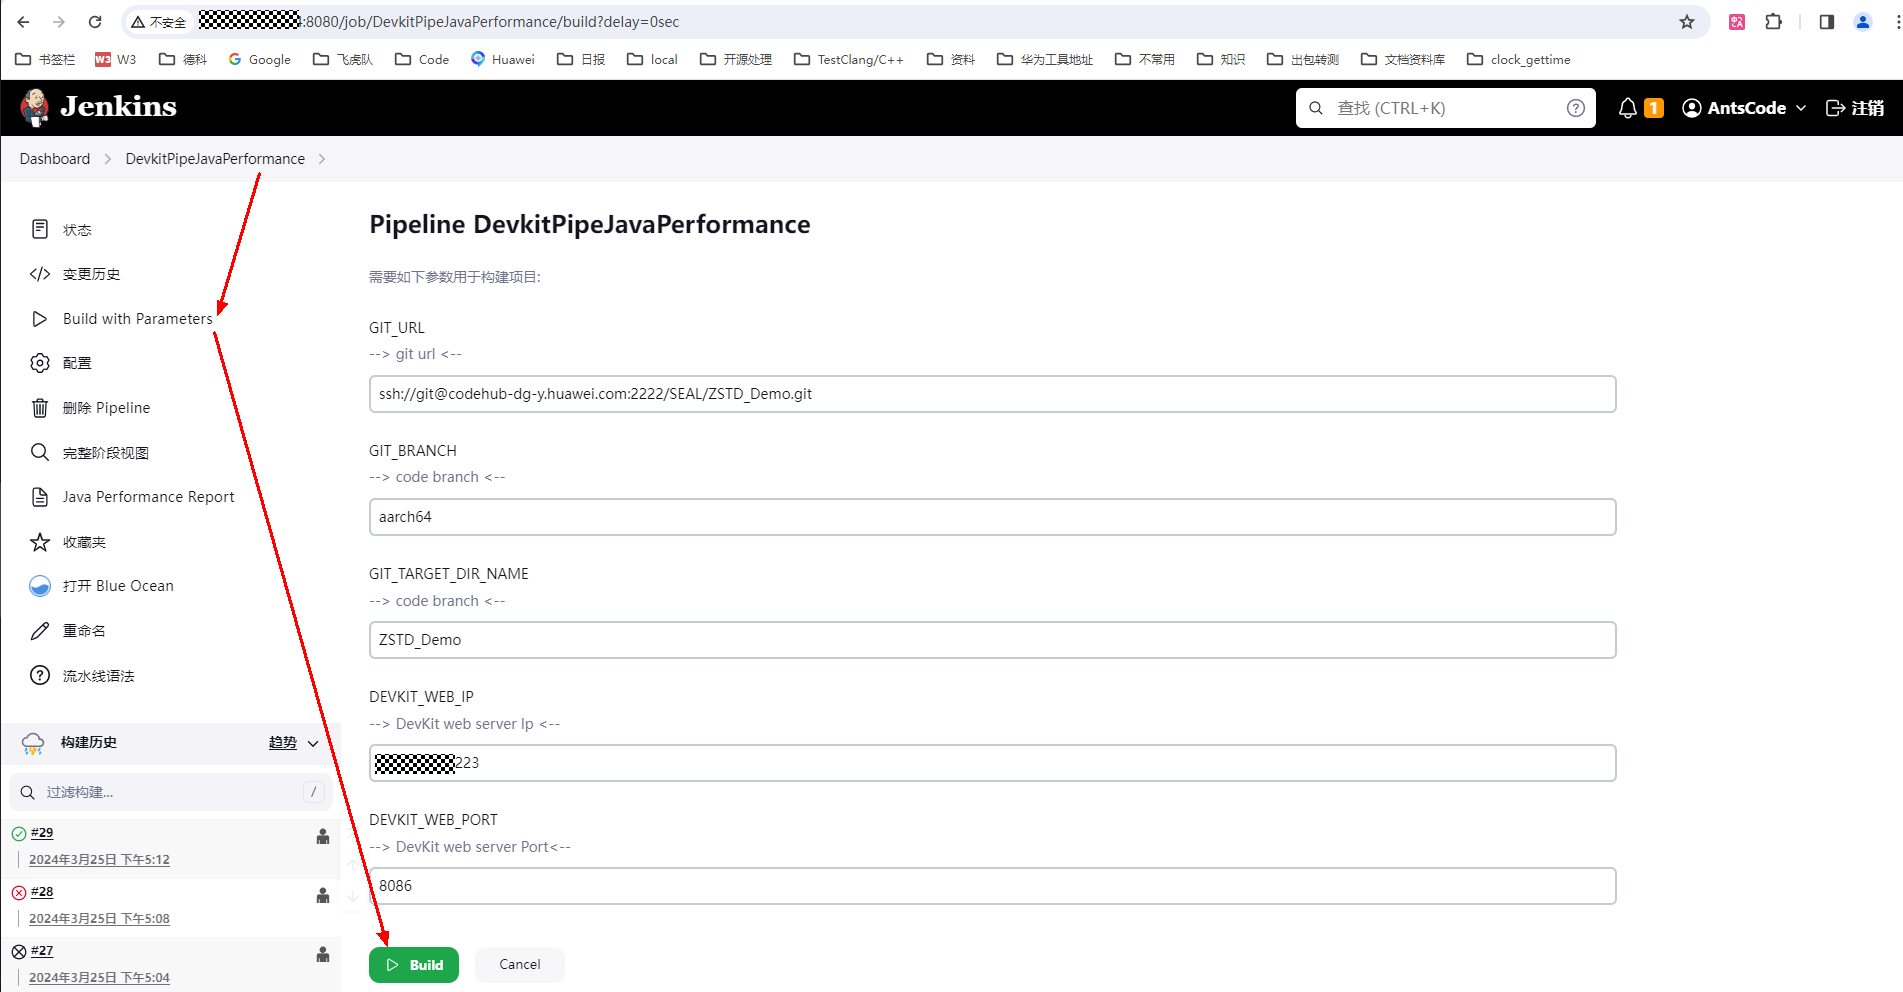 不安全 :8080/job/DevkitPipeJavaPerformance/build?delay=0sec
书签栏 W3 W3 德科 Google 飞虎队 Code Huawei 日报 local 开源处理 TestClang/C++ 资料 华为工具地址 不常用 知识 出包转测 文档资料库 clock_gettime
Jenkins 查找 (CTRL+K) 1 AntsCode 注销
Dashboard DevkitPipeJavaPerformance
状态
变更历史
Build with Parameters
配置
删除 Pipeline
完整阶段视图
Java Performance Report
收藏夹
打开 Blue Ocean
重命名
流水线语法
构建历史 趋势
过滤构建... /
#29
2024年3月25日 下午5:12
#28
2024年3月25日 下午5:08
#27
2024年3月25日 下午5:04
Pipeline DevkitPipeJavaPerformance
需要如下参数用于构建项目:
GIT_URL
--> git url <--
ssh://git@codehub-dg-y.huawei.com:2222/SEAL/ZSTD_Demo.git
GIT_BRANCH
--> code branch <--
aarch64
GIT_TARGET_DIR_NAME
--> code branch <--
ZSTD_Demo
DEVKIT_WEB_IP
--> DevKit web server Ip <--
223
DEVKIT_WEB_PORT
--> DevKit web server Port<--
8086
Build Cancel